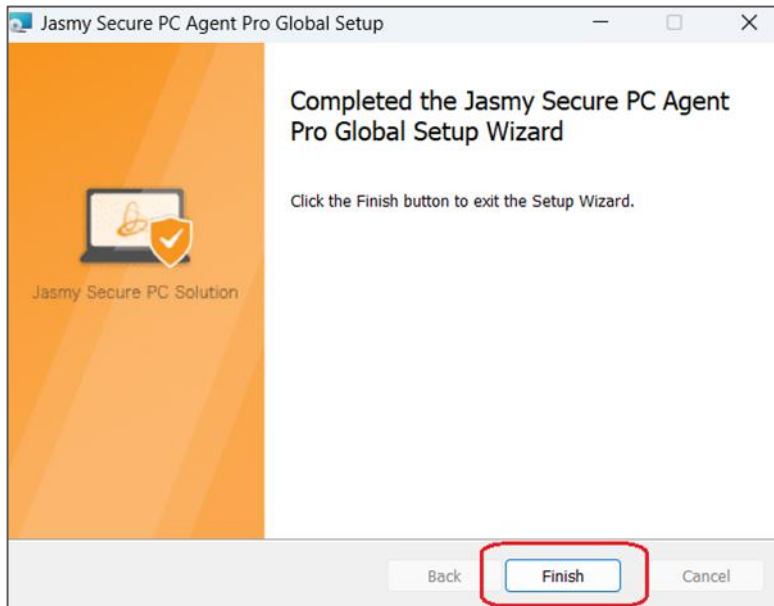 Jasmy Secure PC Agent Pro Global Setup
Completed the Jasmy Secure PC Agent
Pro Global Setup Wizard
Click the Finish button to exit the Setup Wizard.
Jasmy Secure PC Solution
Back
Finish
Cancel